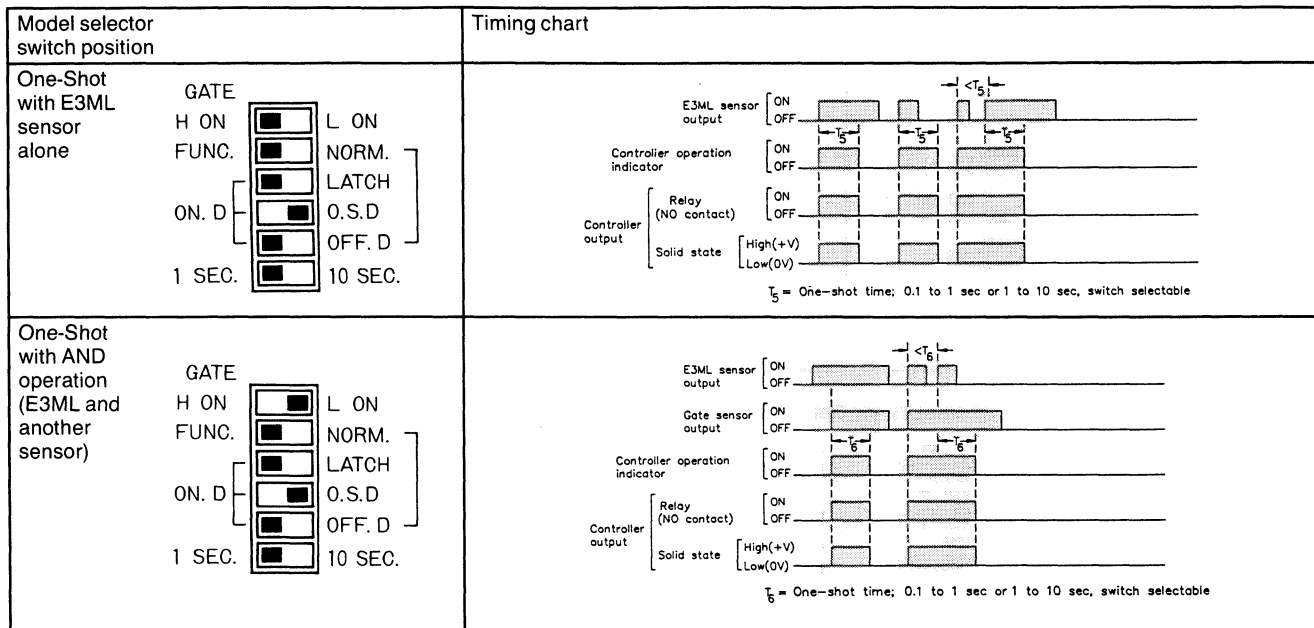 Model selector
switch position
Timing chart
One-Shot
with E3ML
sensor
alone
GATE
H ON
L ON
FUNC.
NORM.
LATCH
ON. D
O.S.D
OFF. D
1 SEC.
10 SEC.
<T5
E3ML sensor
output
ON
OFF
T5
T5
T5
Controller operation
indicator
ON
OFF
Controller
output
Relay
(NO contact)
ON
OFF
Solid state
High(+V)
Low(0V)
T5 = One-shot time; 0.1 to 1 sec or 1 to 10 sec, switch selectable
One-Shot
with AND
operation
(E3ML and
another
sensor)
GATE
H ON
L ON
FUNC.
NORM.
LATCH
ON. D
O.S.D
OFF. D
1 SEC.
10 SEC.
<T6
E3ML sensor
output
ON
OFF
Gate sensor
output
ON
OFF
T6
T6
Controller operation
indicator
ON
OFF
Controller
output
Relay
(NO contact)
ON
OFF
Solid state
High(+V)
Low(0V)
T6 = One-shot time; 0.1 to 1 sec or 1 to 10 sec, switch selectable